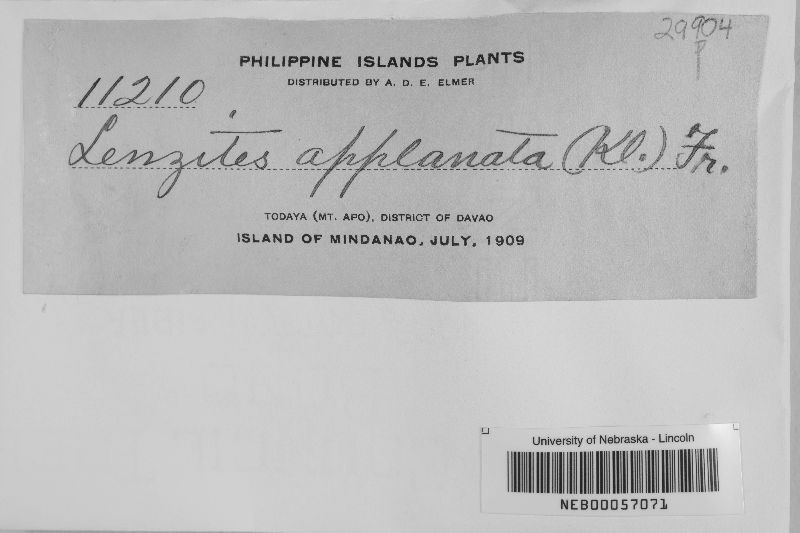 29904
P
PHILIPPINE ISLANDS PLANTS
DISTRIBUTED BY A. D. E. ELMER
11210
Lenzites applanata (Kl.) Fr.
TODAYA (MT. APO), DISTRICT OF DAVAO
ISLAND OF MINDANAO, JULY, 1909
University of Nebraska - Lincoln
NEB00057071